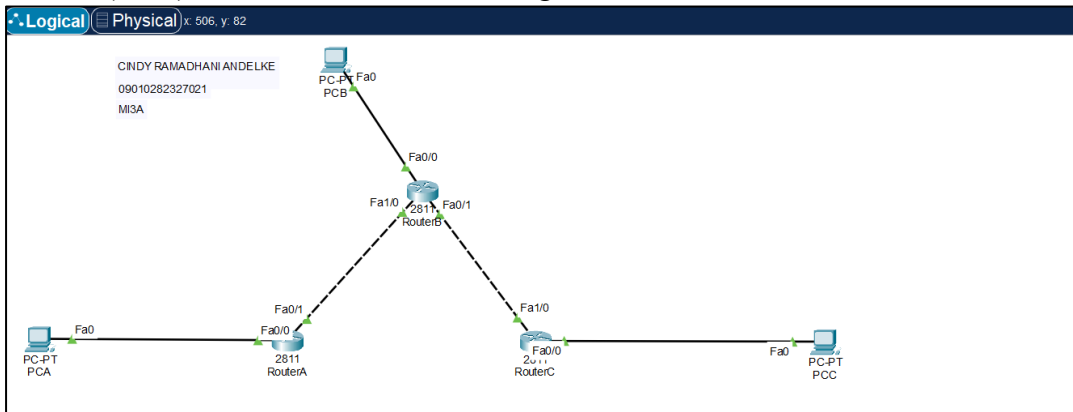 Logical Physical x: 506, y: 82
CINDY RAMADHANI ANDELKE
09010282327021
MI3A
PC-PT Fa0
PCB
Fa0/0
Fa1/0 2811 Fa0/1
RouterB
Fa0/1 Fa1/0
Fa0 Fa0/0 Fa0/0 Fa0
PC-PT 2811 PC-PT
PCA RouterA RouterC PCC